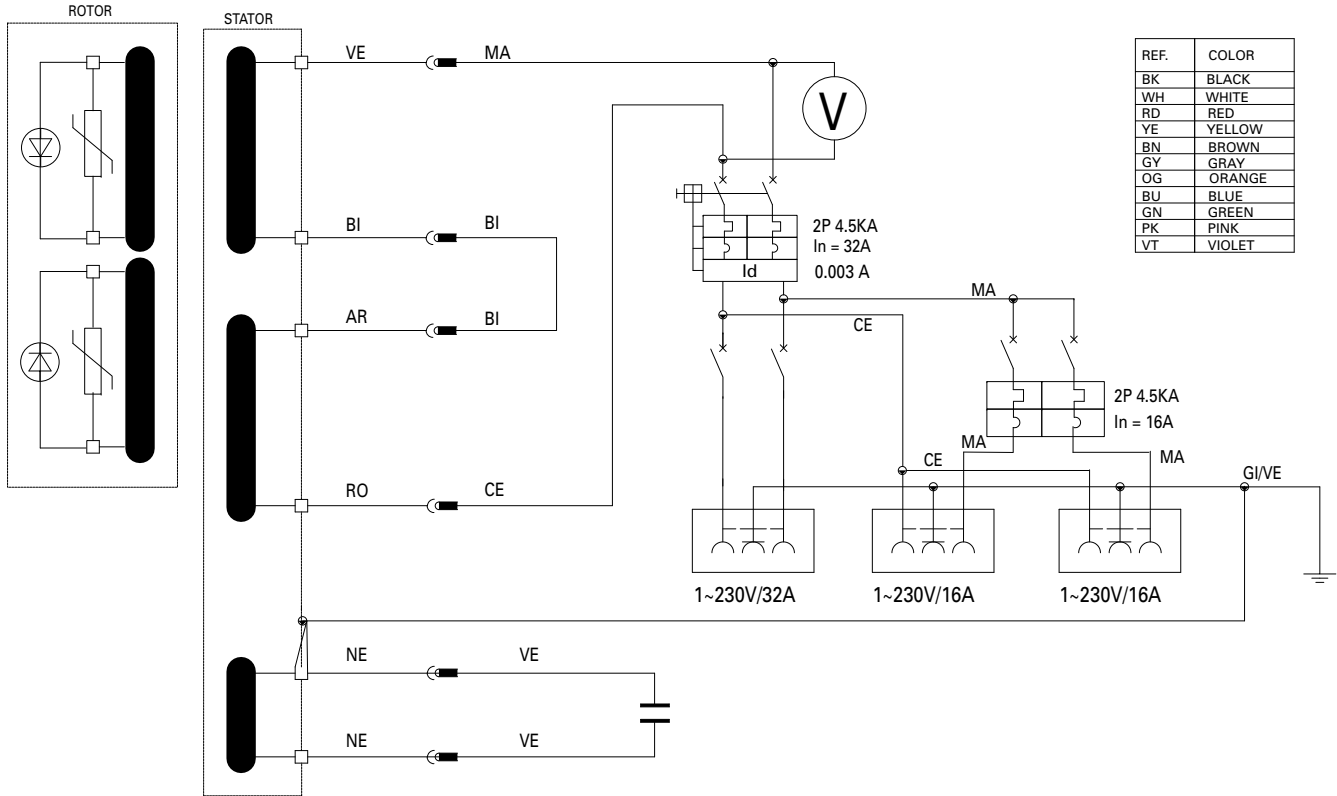 ROTOR
STATOR
VE MA
V
REF. COLOR
BK BLACK
WH WHITE
RD RED
YE YELLOW
BN BROWN
GY GRAY
OG ORANGE
BU BLUE
GN GREEN
PK PINK
VT VIOLET
BI BI
2P 4.5KA
In = 32A
Id 0.003 A
MA
AR BI
CE
2P 4.5KA
In = 16A
MA
CE
MA
GI/VE
RO CE
1~230V/32A
1~230V/16A
1~230V/16A
NE VE
NE VE